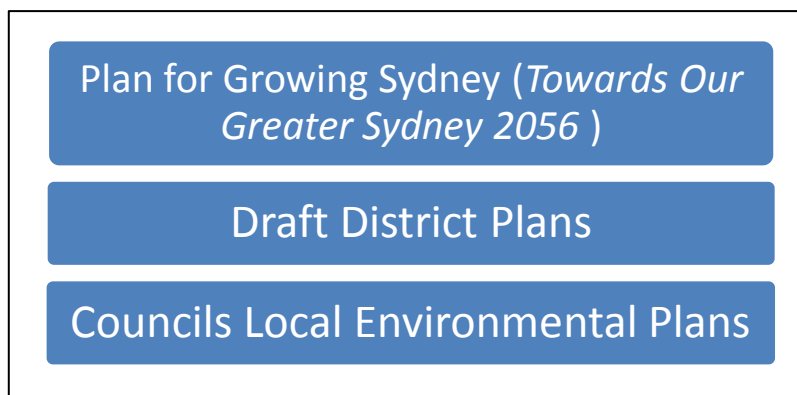 Plan for Growing Sydney (Towards Our
Greater Sydney 2056 )
Draft District Plans
Councils Local Environmental Plans